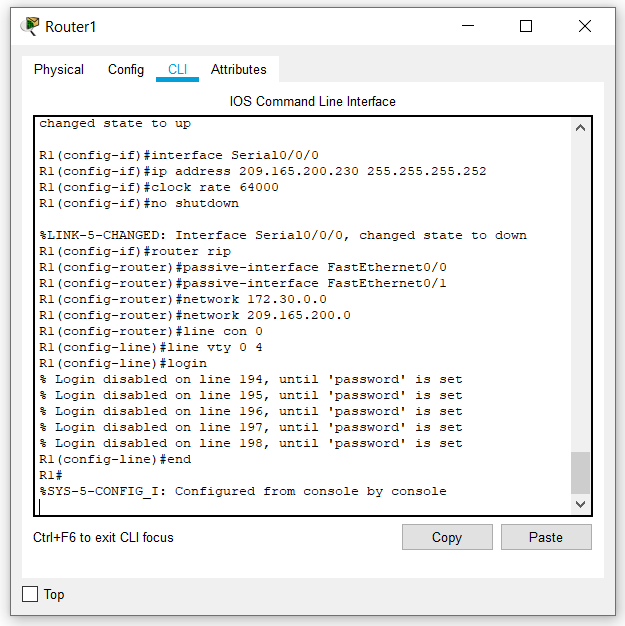 Router1
Physical Config CLI Attributes
IOS Command Line Interface
changed state to up
R1(config-if)#interface Serial0/0/0
R1(config-if)#ip address 209.165.200.230 255.255.255.252
R1(config-if)#clock rate 64000
R1(config-if)#no shutdown
%LINK-5-CHANGED: Interface Serial0/0/0, changed state to down
R1(config-if)#router rip
R1(config-router)#passive-interface FastEthernet0/0
R1(config-router)#passive-interface FastEthernet0/1
R1(config-router)#network 172.30.0.0
R1(config-router)#network 209.165.200.0
R1(config-router)#line con 0
R1(config-line)#line vty 0 4
R1(config-line)#login
% Login disabled on line 194, until 'password' is set
% Login disabled on line 195, until 'password' is set
% Login disabled on line 196, until 'password' is set
% Login disabled on line 197, until 'password' is set
% Login disabled on line 198, until 'password' is set
R1(config-line)#end
R1#
%SYS-5-CONFIG_I: Configured from console by console
Ctrl+F6 to exit CLI focus
Copy Paste
Top